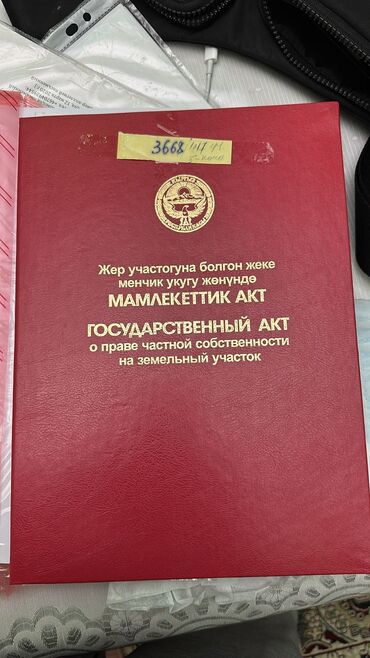 3668
Жер участогуна болгон жеке
менчик укугу жөнүндө
МАМЛЕКЕТТИК АКТ
ГОСУДАРСТВЕННЫЙ АКТ
о праве частной собственности
на земельный участок